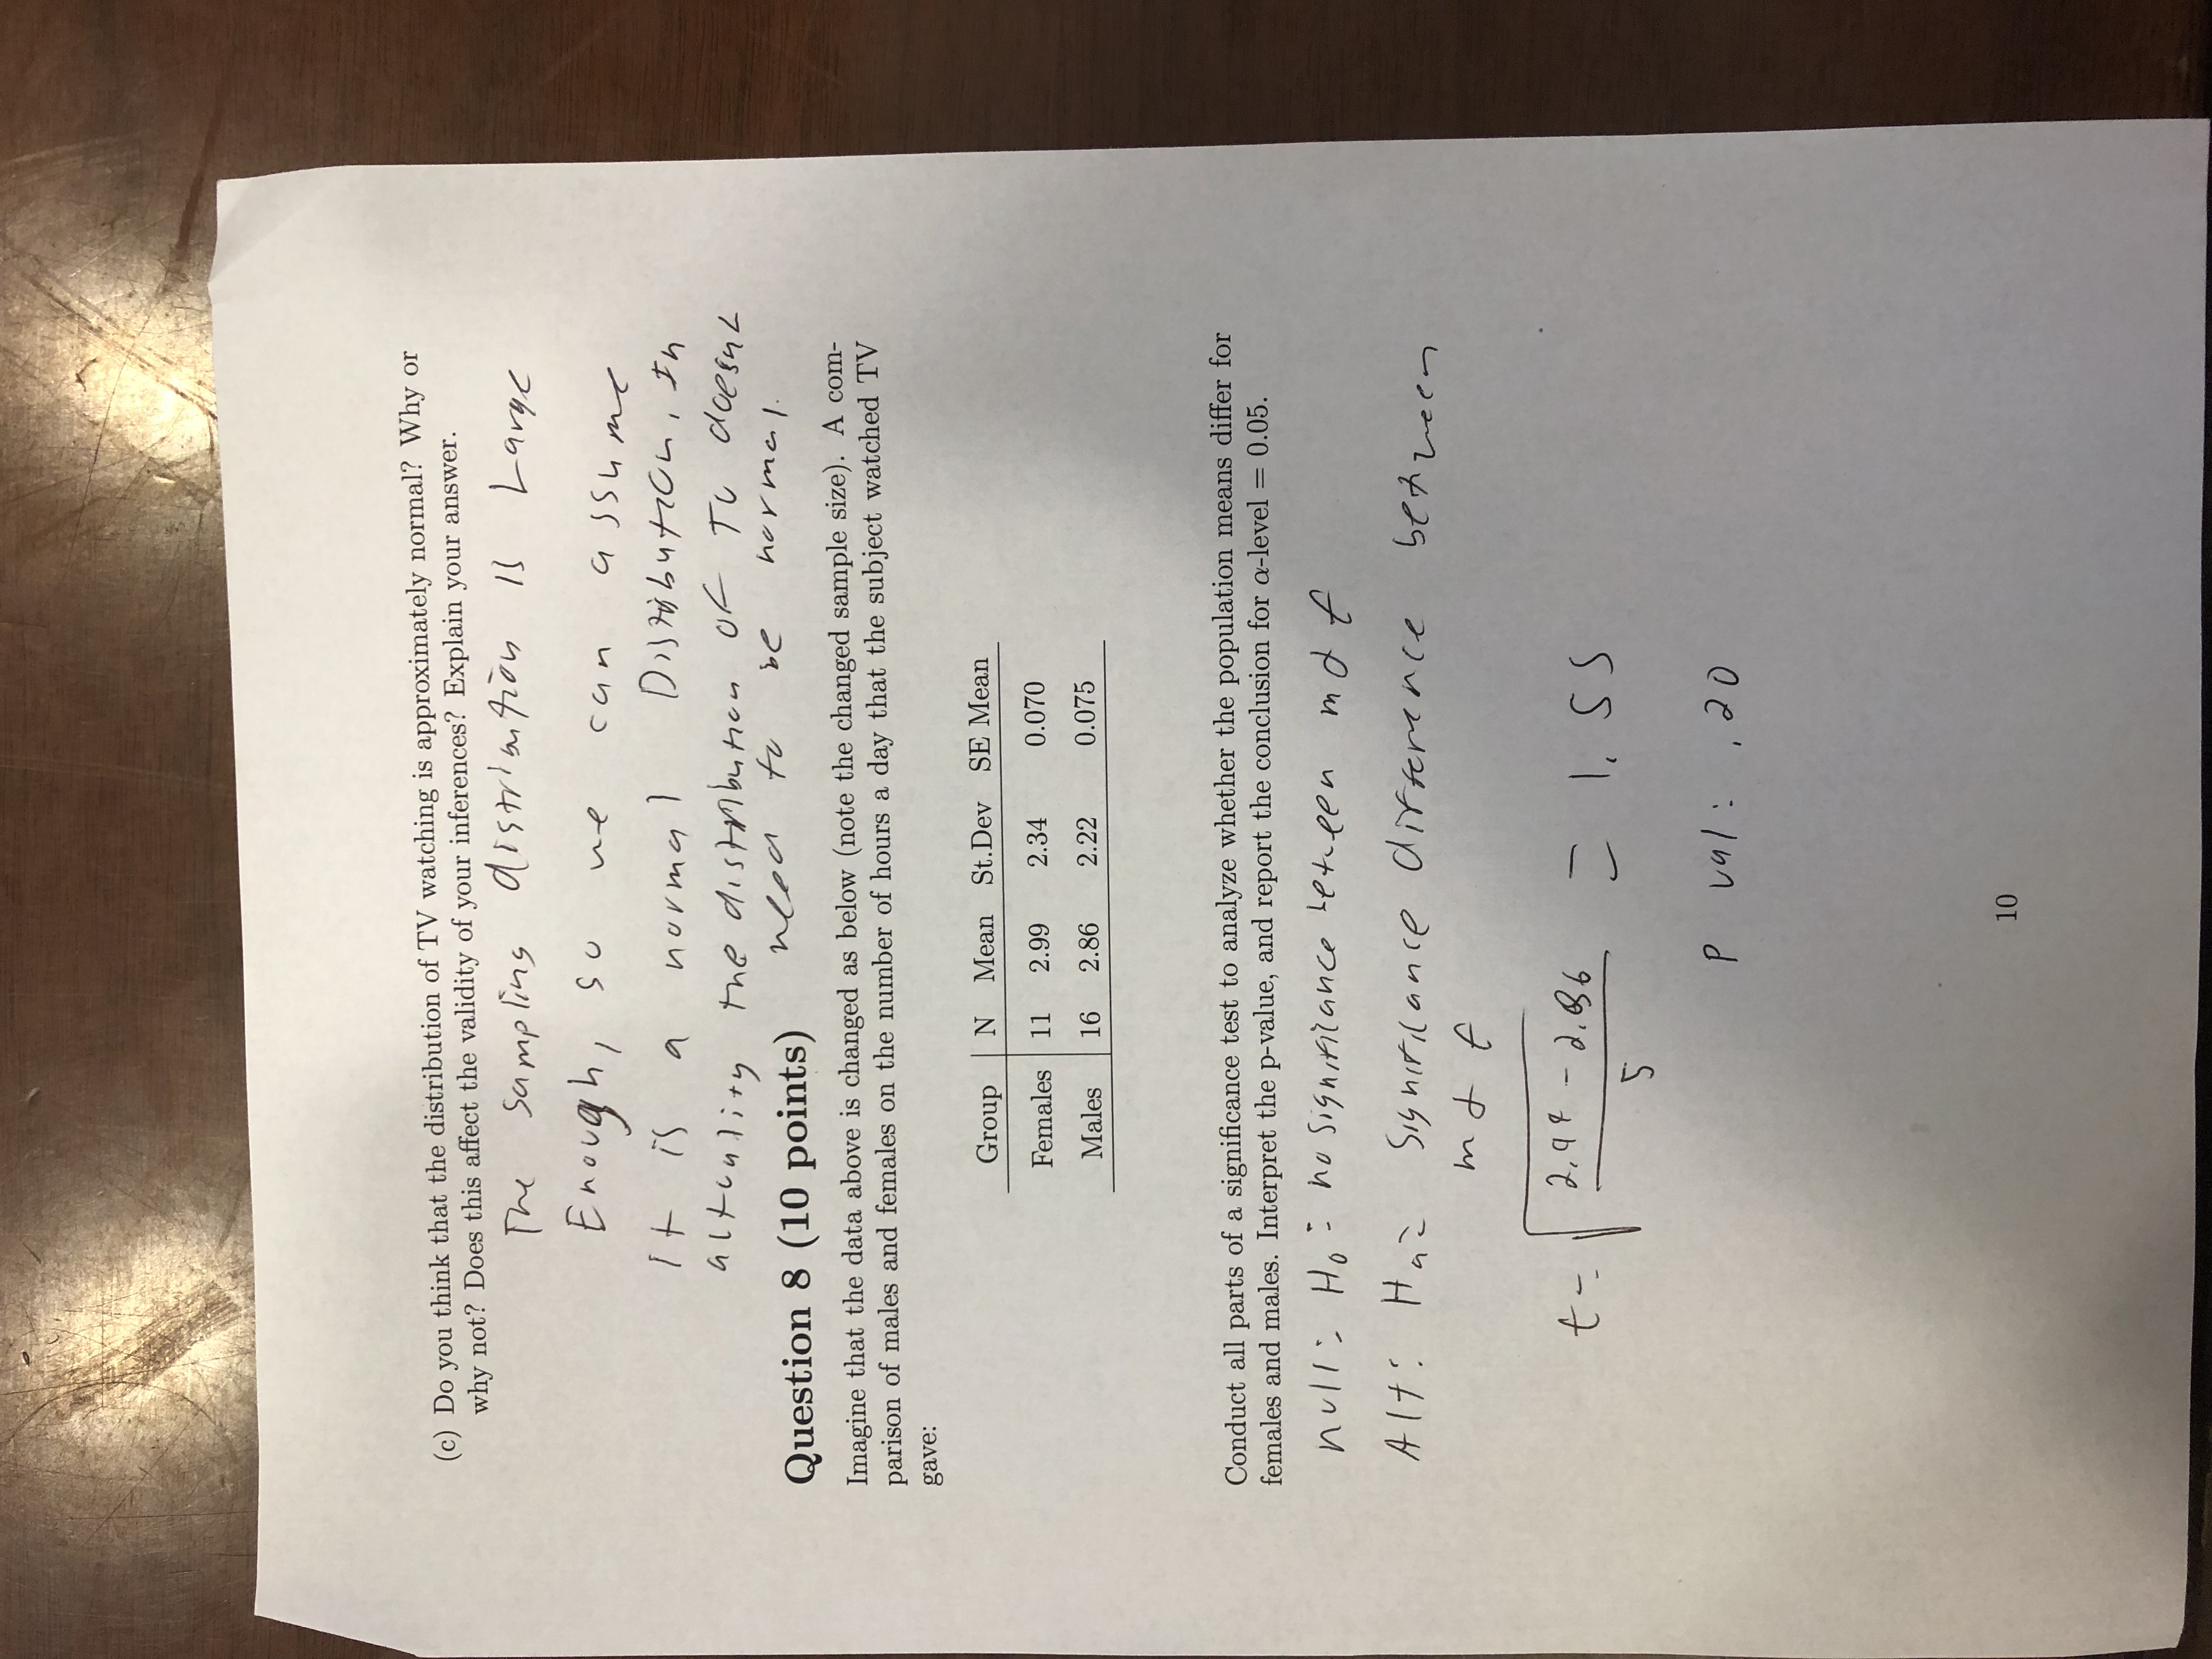 (c) Do you think that the distribution of TV watching is approximately normal? Why or
why not? Does this affect the validity of your inferences? Explain your answer.
The sampling distribution is Large
Enough, so we can assume
It is a normal Distribution, In
altuality the distribution of TV doesnt
need to be normal.
Question 8 (10 points)
Imagine that the data above is changed as below (note the changed sample size). A com-
parison of males and females on the number of hours a day that the subject watched TV
gave:
Group N Mean St.Dev SE Mean
Females 11 2.99 2.34 0.070
Males 16 2.86 2.22 0.075
Conduct all parts of a significance test to analyze whether the population means differ for
females and males. Interpret the p-value, and report the conclusion for α-level = 0.05.
null: H₀: no significance between m d f
Alt: Ha: significance difference between
m d f
t = √ 2.99 - 2.86 = 1.55
5
P val: .20
10